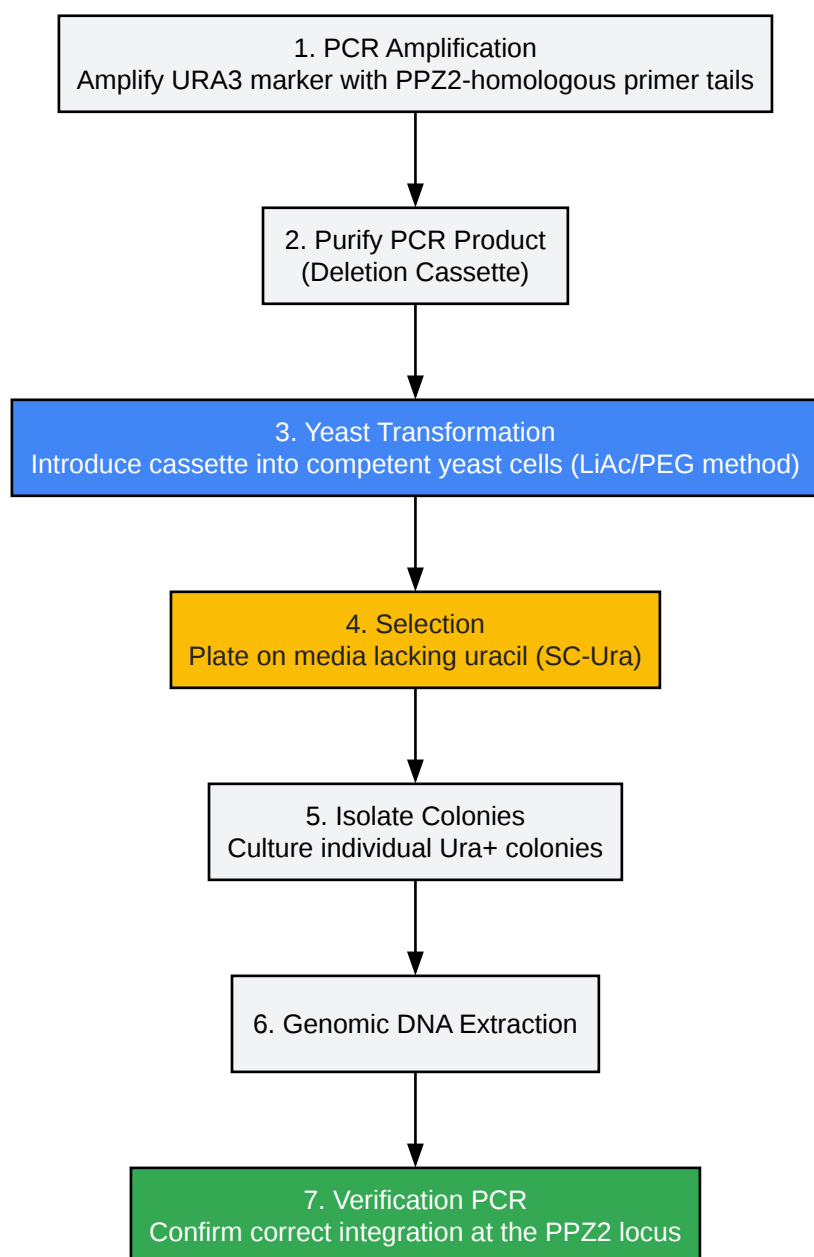 1. PCR Amplification
Amplify URA3 marker with PPZ2-homologous primer tails
2. Purify PCR Product
(Deletion Cassette)
3. Yeast Transformation
Introduce cassette into competent yeast cells (LiAc/PEG method)
4. Selection
Plate on media lacking uracil (SC-Ura)
5. Isolate Colonies
Culture individual Ura+ colonies
6. Genomic DNA Extraction
7. Verification PCR
Confirm correct integration at the PPZ2 locus